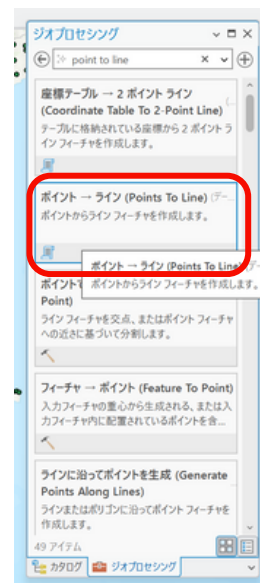 ジオプロセシング
point to line
座標テーブル → 2 ポイント ライン
(Coordinate Table To 2-Point Line)
テーブルに格納されている座標から 2 ポイント ラ
イン フィーチャを作成します。
ポイント → ライン (Points To Line) (デー...
ポイントからライン フィーチャを作成します。
ポイント → ライン (Points To Line)
ポイントからライン フィーチャを作成します。
ポイントで
Point)
ライン フィーチャを交点、またはポイント フィーチャ
への近さに基づいて分割します。
フィーチャ → ポイント (Feature To Point)
入力フィーチャの重心から生成される、または入
力フィーチャ内に配置されているポイントを含...
ラインに沿ってポイントを生成 (Generate
Points Along Lines)
ラインまたはポリゴンに沿ってポイント フィーチャを
作成します。
49 アイテム
カタログ ジオプロセシング